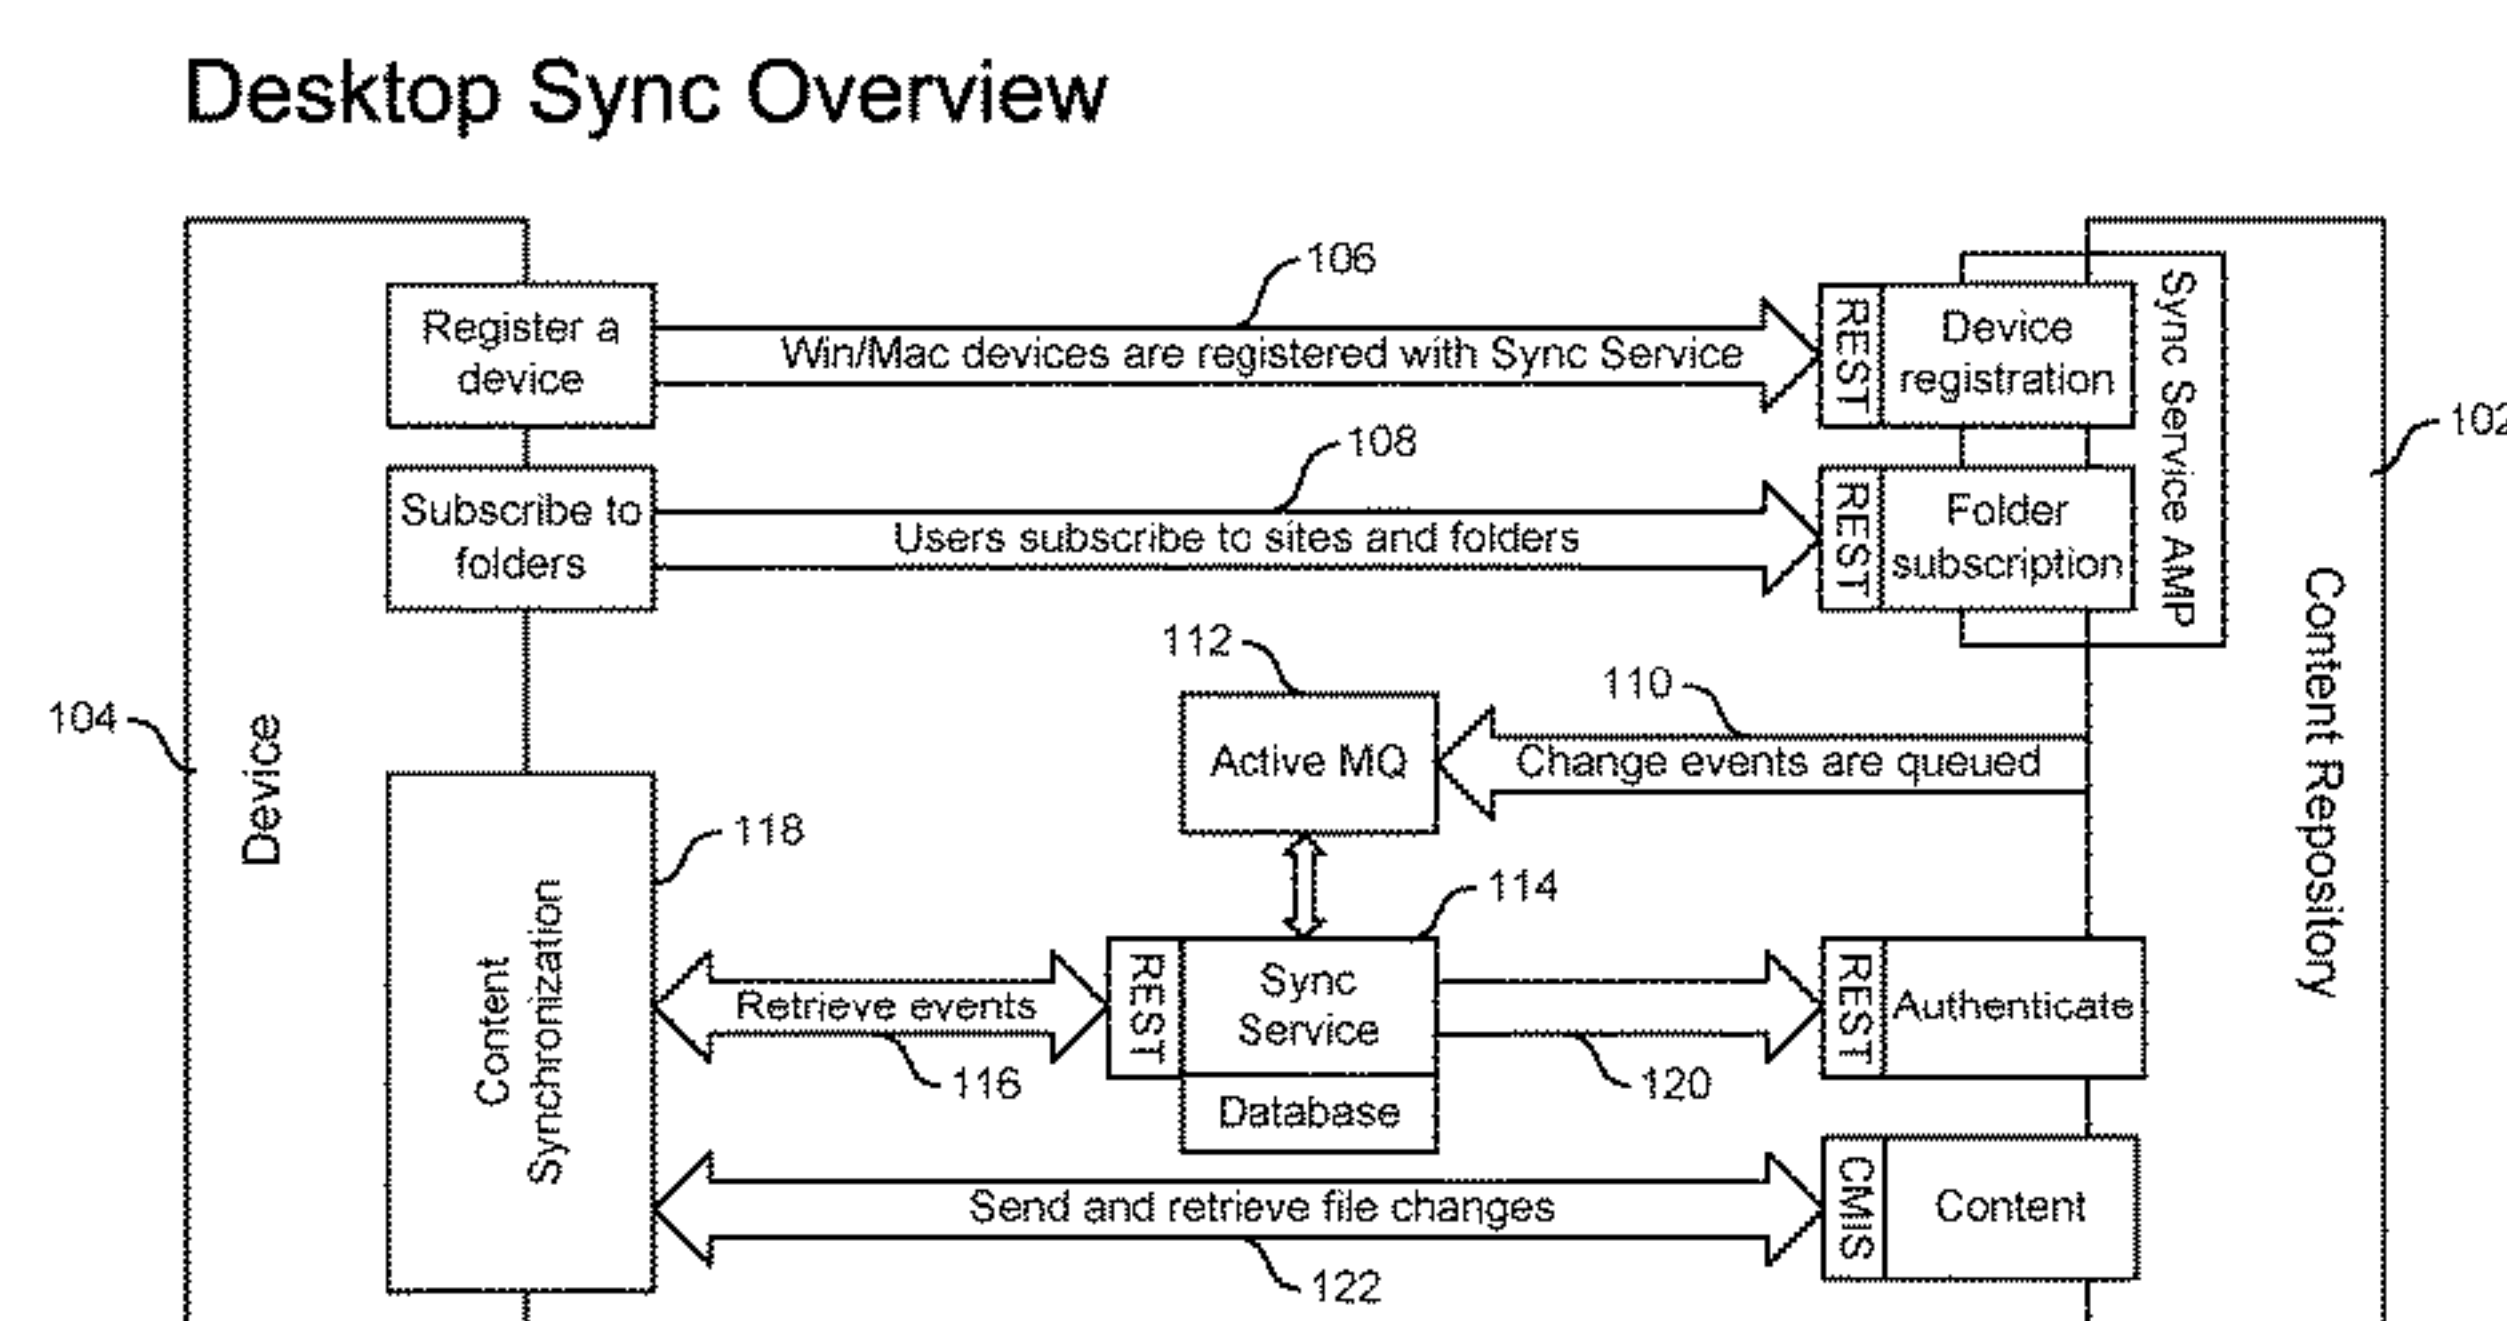 Desktop Sync Overview
106
Register a
device
Win/Mac devices are registered with Sync Service
REST
Device
registration
Sync Service AMP
102
108
Subscribe to
folders
Users subscribe to sites and folders
REST
Folder
subscription
Content Repository
112
110
104
Device
Active MQ
Change events are queued
118
114
Content
Synchronization
Retrieve events
REST
Sync
Service
REST
Authenticate
116
120
Database
Send and retrieve file changes
CMIS
Content
122